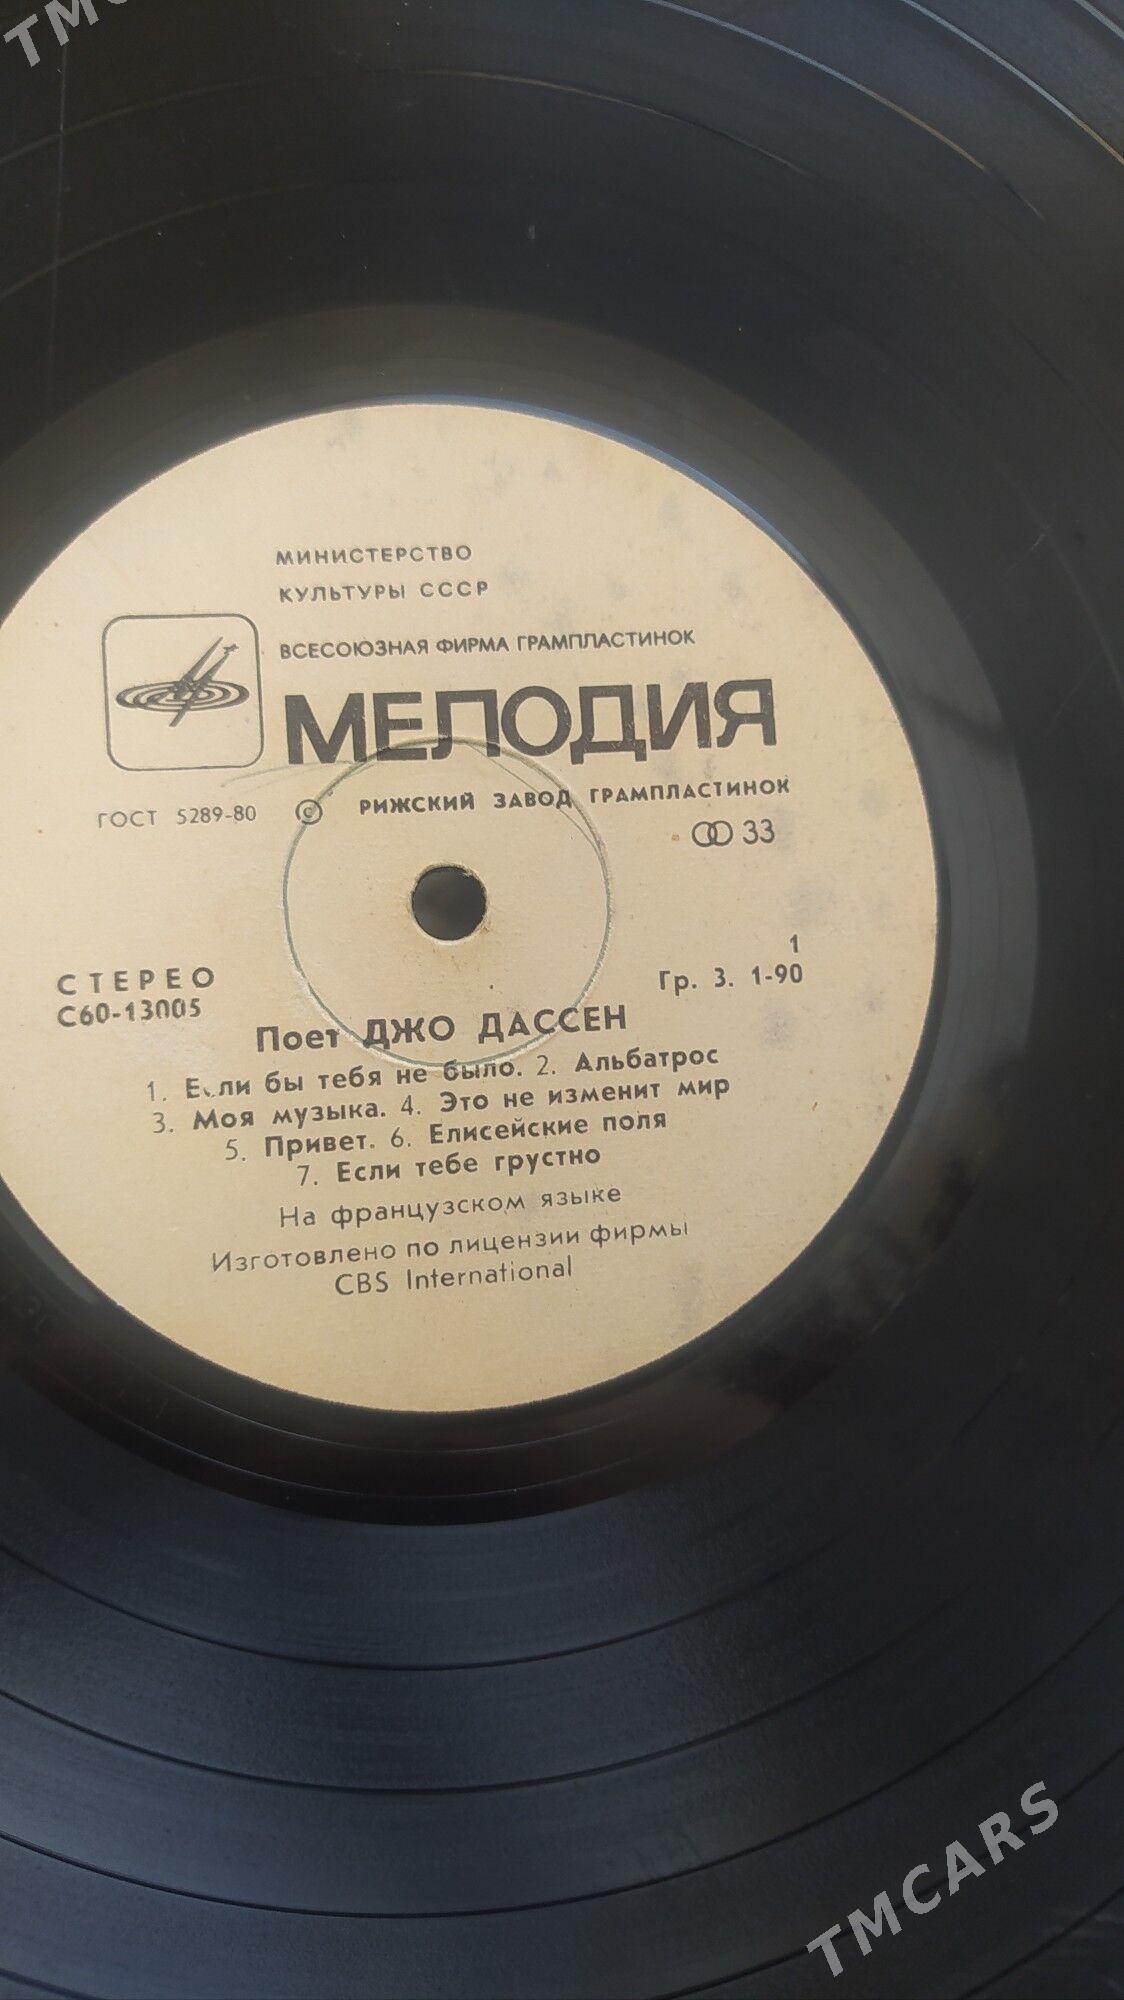 МИНИСТЕРСТВО
КУЛЬТУРЫ СССР
ВСЕСОЮЗНАЯ ФИРМА ГРАМПЛАСТИНОК
МЕЛОДИЯ
ГОСТ 5289-80 © РИЖСКИЙ ЗАВОД ГРАМПЛАСТИНОК
33
СТЕРЕО 1
С60-13005 Гр. 3. 1-90
Поет ДЖО ДАССЕН
1. Если бы тебя не было. 2. Альбатрос
3. Моя музыка. 4. Это не изменит мир
5. Привет. 6. Елисейские поля
7. Если тебе грустно
На французском языке
Изготовлено по лицензии фирмы
CBS International
TMCARS